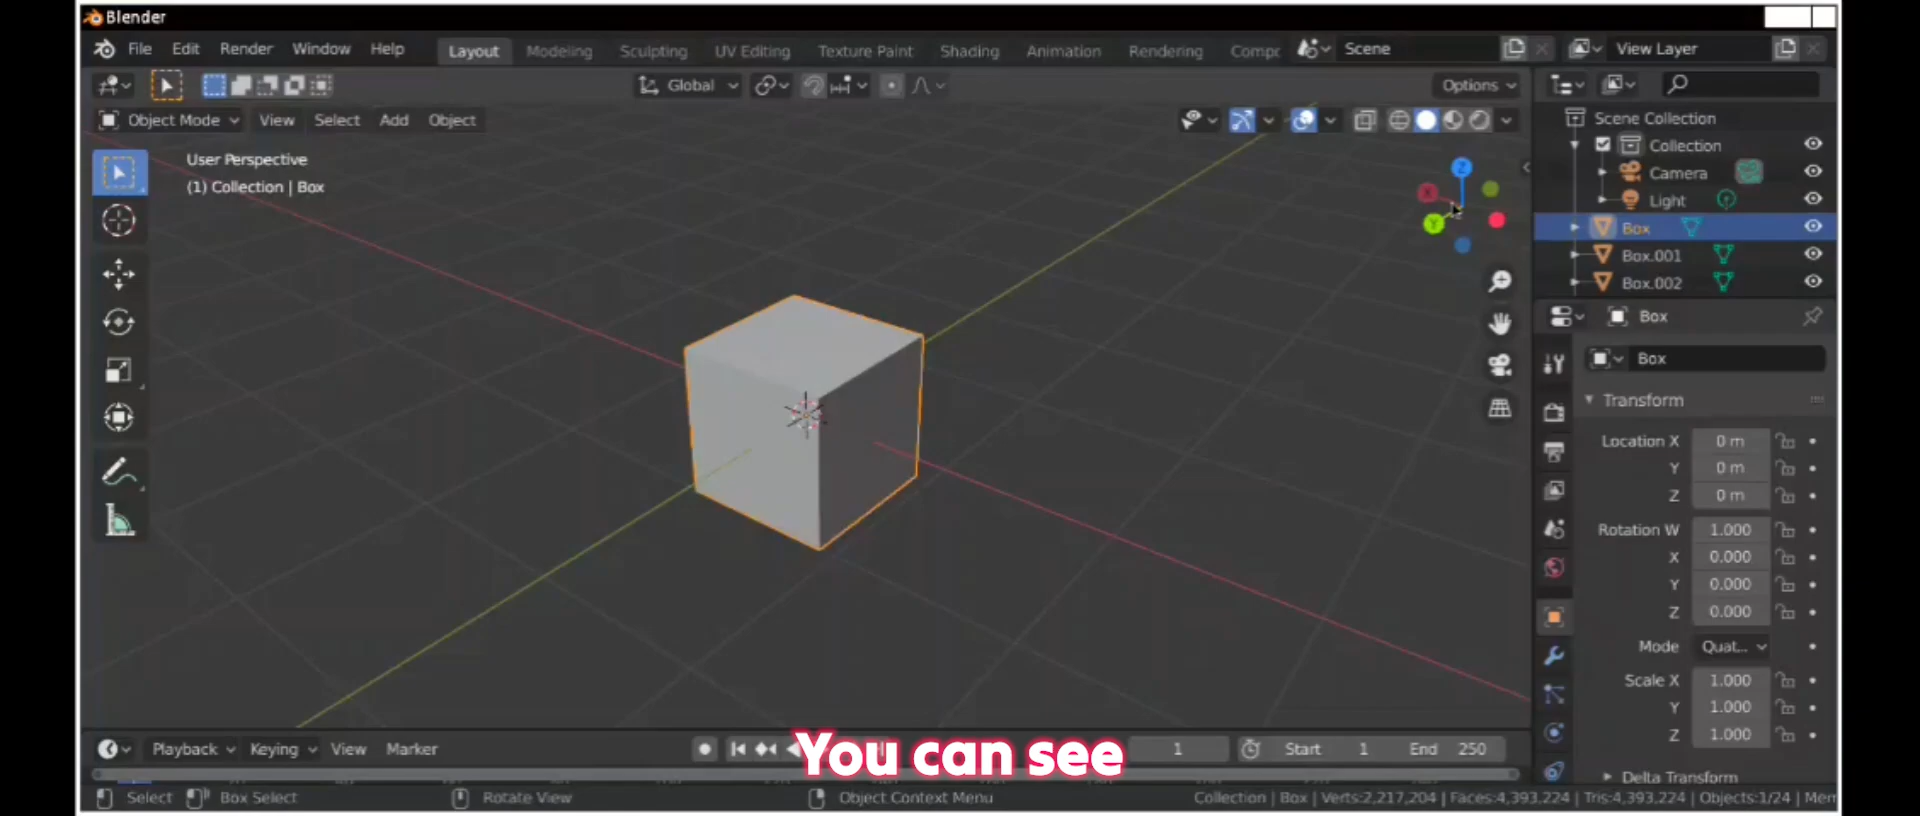 Blender
File Edit Render Window Help Layout Modeling Sculpting UV Editing Texture Paint Shading Animation Rendering Compc Scene View Layer
Global Options
Object Mode View Select Add Object
User Perspective
(1) Collection | Box
Z
X
Y
Scene Collection
Collection
Camera
Light
Box
Box.001
Box.002
Box
Box
Transform
Location X 0 m
Y 0 m
Z 0 m
Rotation W 1.000
X 0.000
Y 0.000
Z 0.000
Mode Quat...
Scale X 1.000
Y 1.000
Z 1.000
Delta Transform
Playback Keying View Marker 1 Start 1 End 250
You can see
Select Box Select Rotate View Object Context Menu Collection | Box | Verts:2,217,204 | Faces:4,393,224 | Tris:4,393,224 | Objects:1/24 | Mem